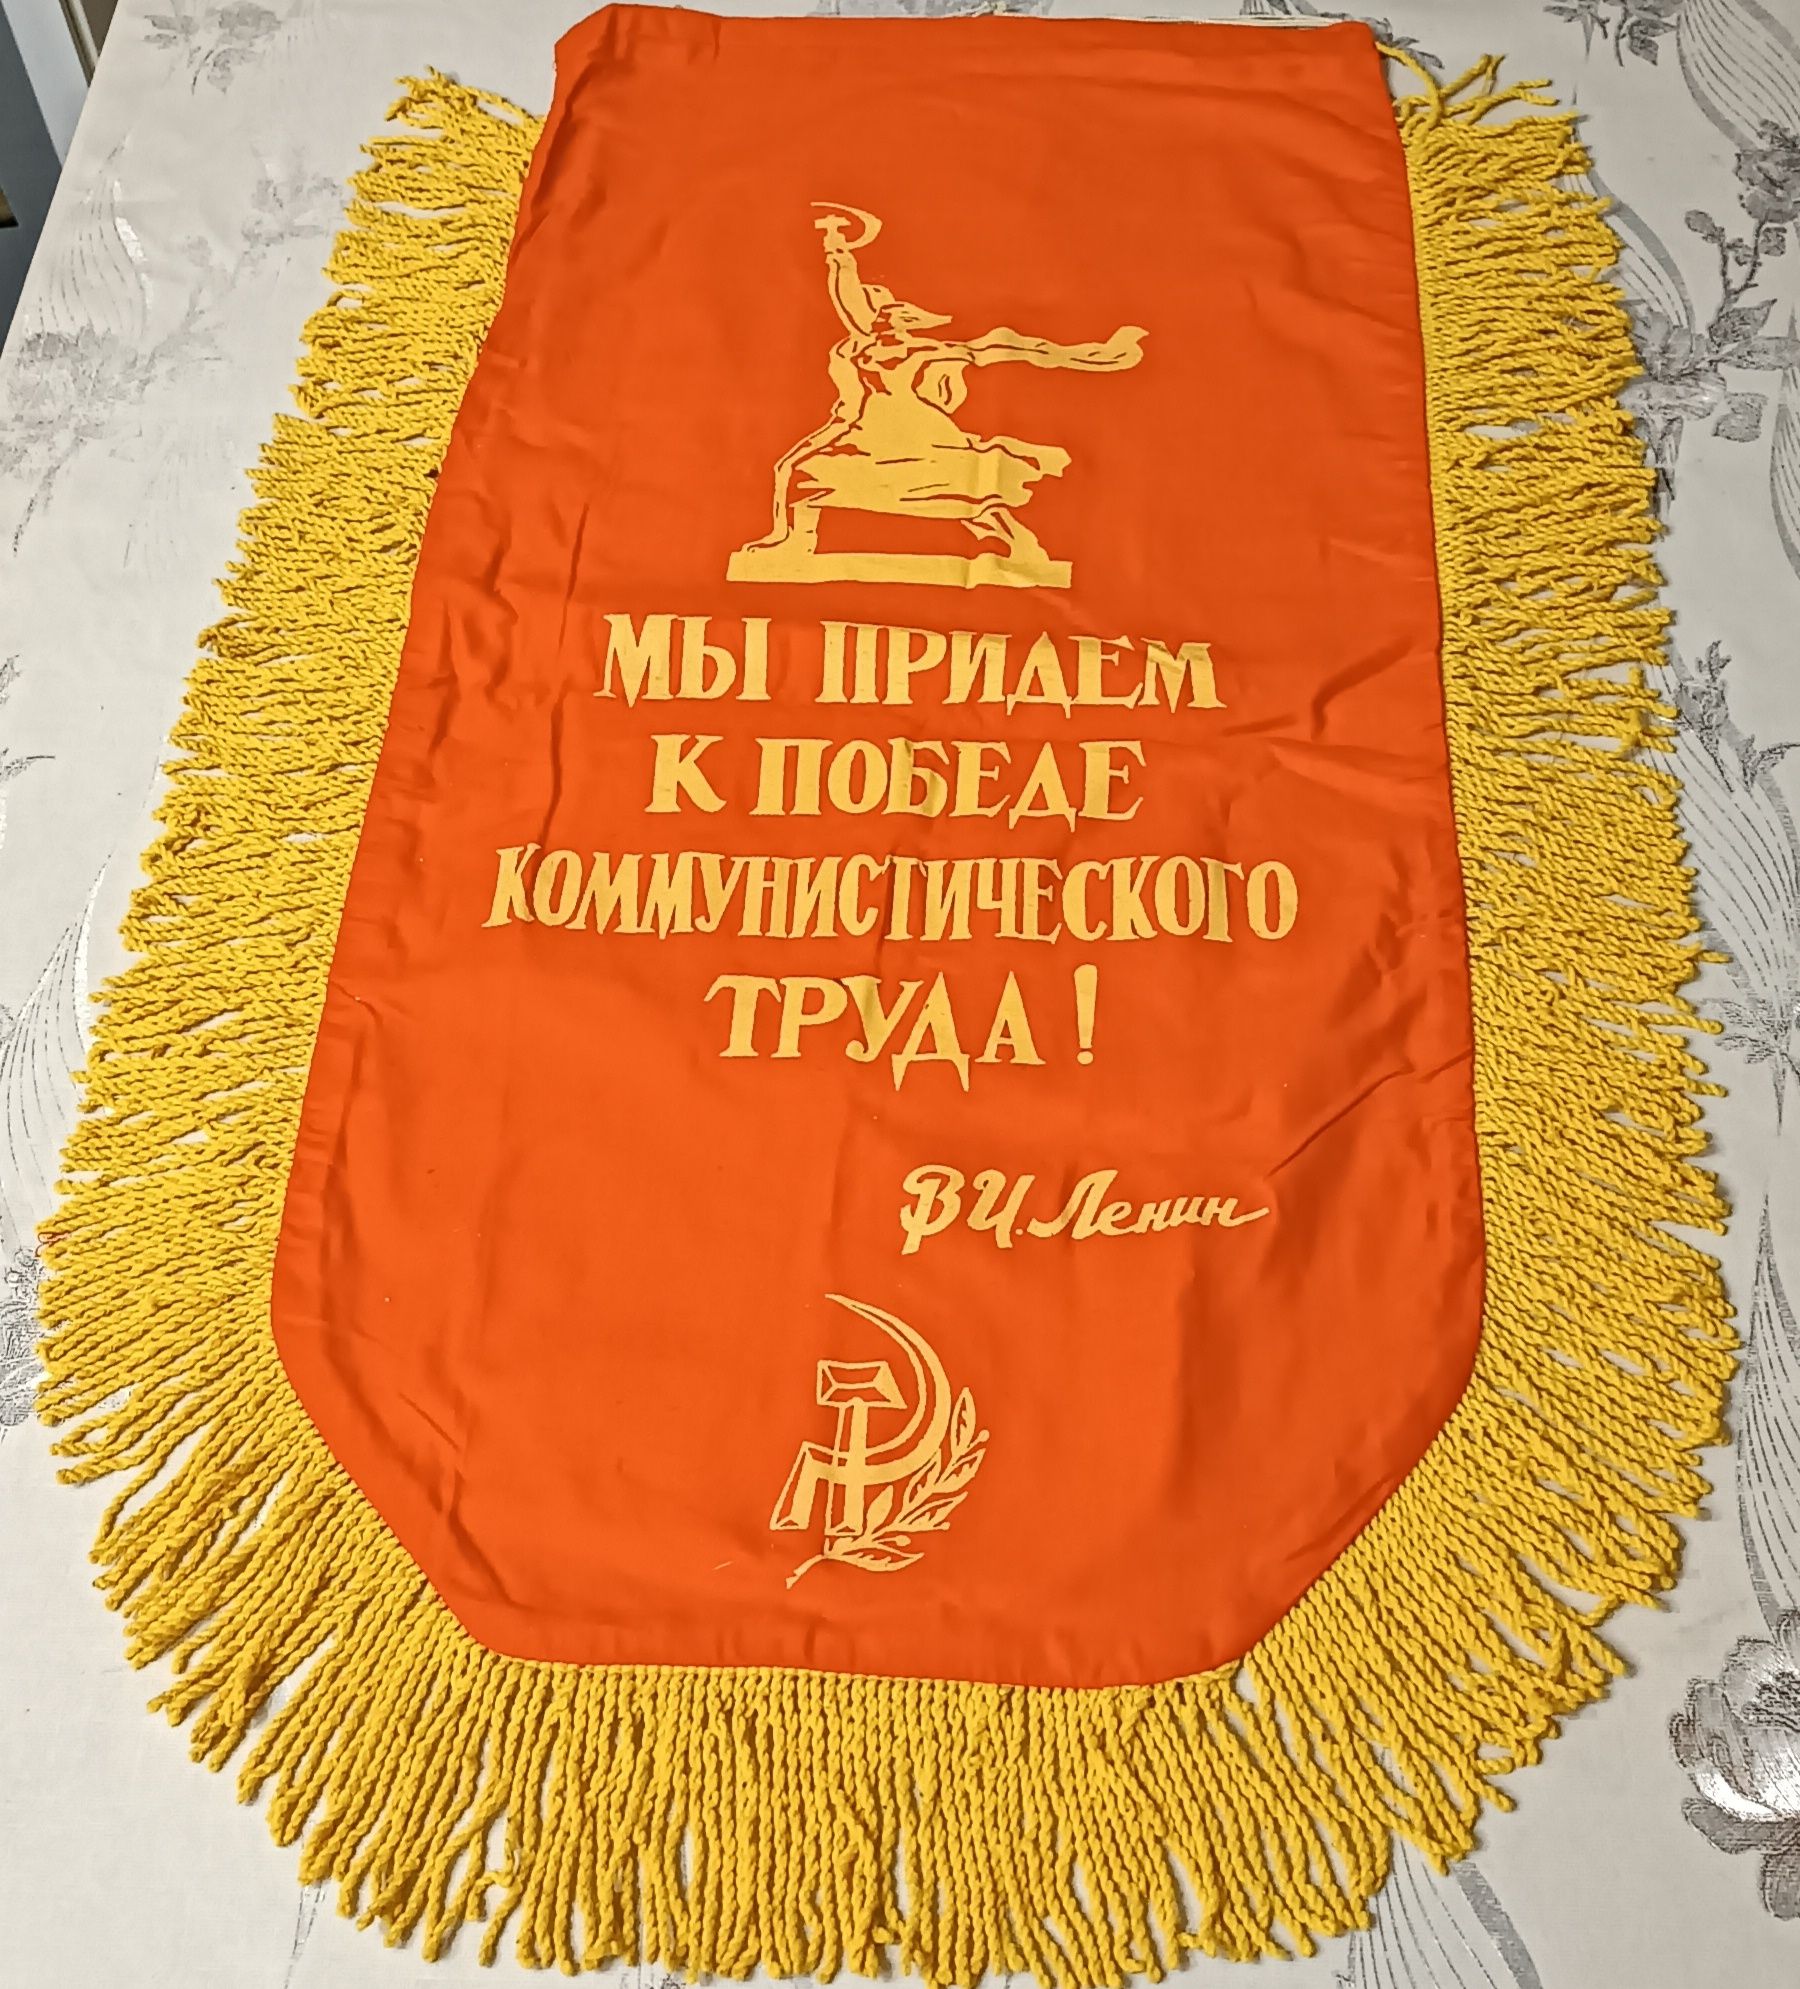 МЫ ПРИДЕМ
К ПОБЕДЕ
КОММУНИСТИЧЕСКОГО
ТРУДА!
В И. Ленин